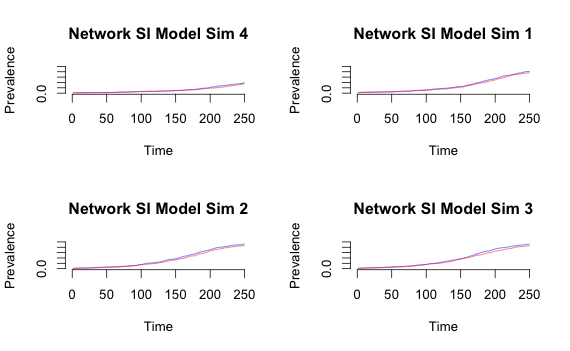 Network SI Model Sim 4
Prevalence
0.0
0 50 100 150 200 250
Time
Network SI Model Sim 1
Prevalence
0.0
0 50 100 150 200 250
Time
Network SI Model Sim 2
Prevalence
0.0
0 50 100 150 200 250
Time
Network SI Model Sim 3
Prevalence
0.0
0 50 100 150 200 250
Time